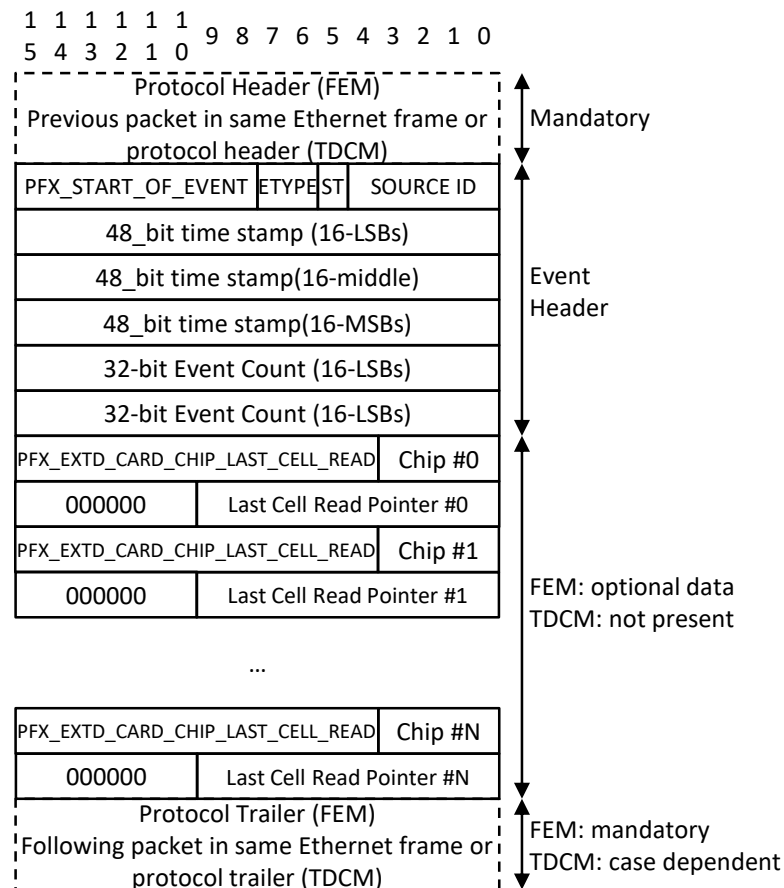 1 1 1 1 1 1 9 8 7 6 5 4 3 2 1 0
5 4 3 2 1 0
Protocol Header (FEM)
Previous packet in same Ethernet frame or
protocol header (TDCM)
Mandatory
PFX_START_OF_EVENT ETYPE ST SOURCE ID
48_bit time stamp (16-LSBs)
48_bit time stamp(16-middle)
48_bit time stamp(16-MSBs)
32-bit Event Count (16-LSBs)
32-bit Event Count (16-LSBs)
Event
Header
PFX_EXTD_CARD_CHIP_LAST_CELL_READ Chip #0
000000 Last Cell Read Pointer #0
PFX_EXTD_CARD_CHIP_LAST_CELL_READ Chip #1
000000 Last Cell Read Pointer #1
...
PFX_EXTD_CARD_CHIP_LAST_CELL_READ Chip #N
000000 Last Cell Read Pointer #N
FEM: optional data
TDCM: not present
Protocol Trailer (FEM)
Following packet in same Ethernet frame or
protocol trailer (TDCM)
FEM: mandatory
TDCM: case dependent